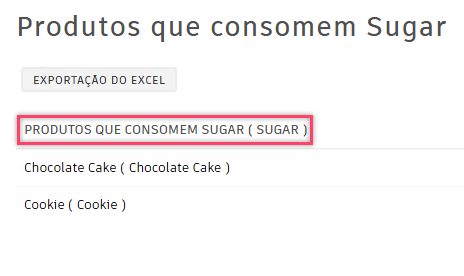 Produtos que consomem Sugar
EXPORTAÇÃO DO EXCEL
PRODUTOS QUE CONSOMEM SUGAR ( SUGAR )
Chocolate Cake ( Chocolate Cake )
Cookie ( Cookie )